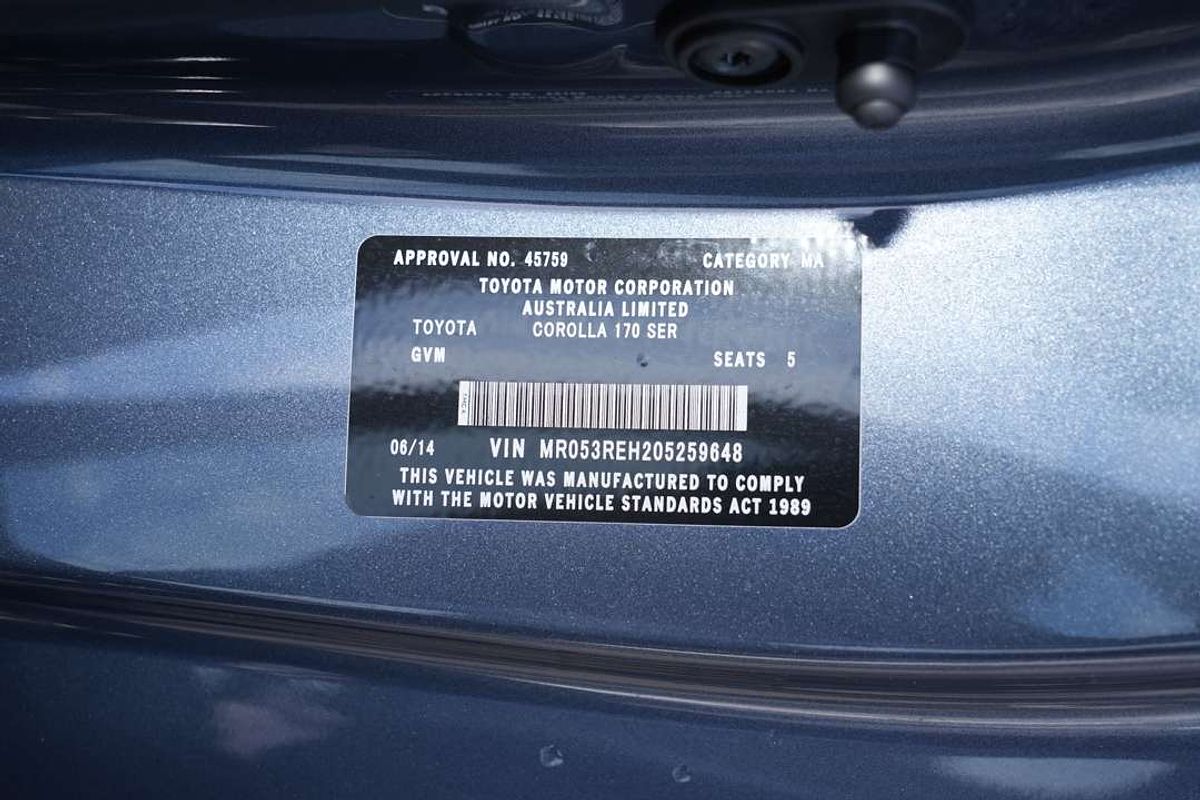 APPROVAL NO. 45759 CATEGORY MA
TOYOTA MOTOR CORPORATION
AUSTRALIA LIMITED
TOYOTA COROLLA 170 SER
GVM SEATS 5
06/14 VIN MR053REH205259648
THIS VEHICLE WAS MANUFACTURED TO COMPLY
WITH THE MOTOR VEHICLE STANDARDS ACT 1989